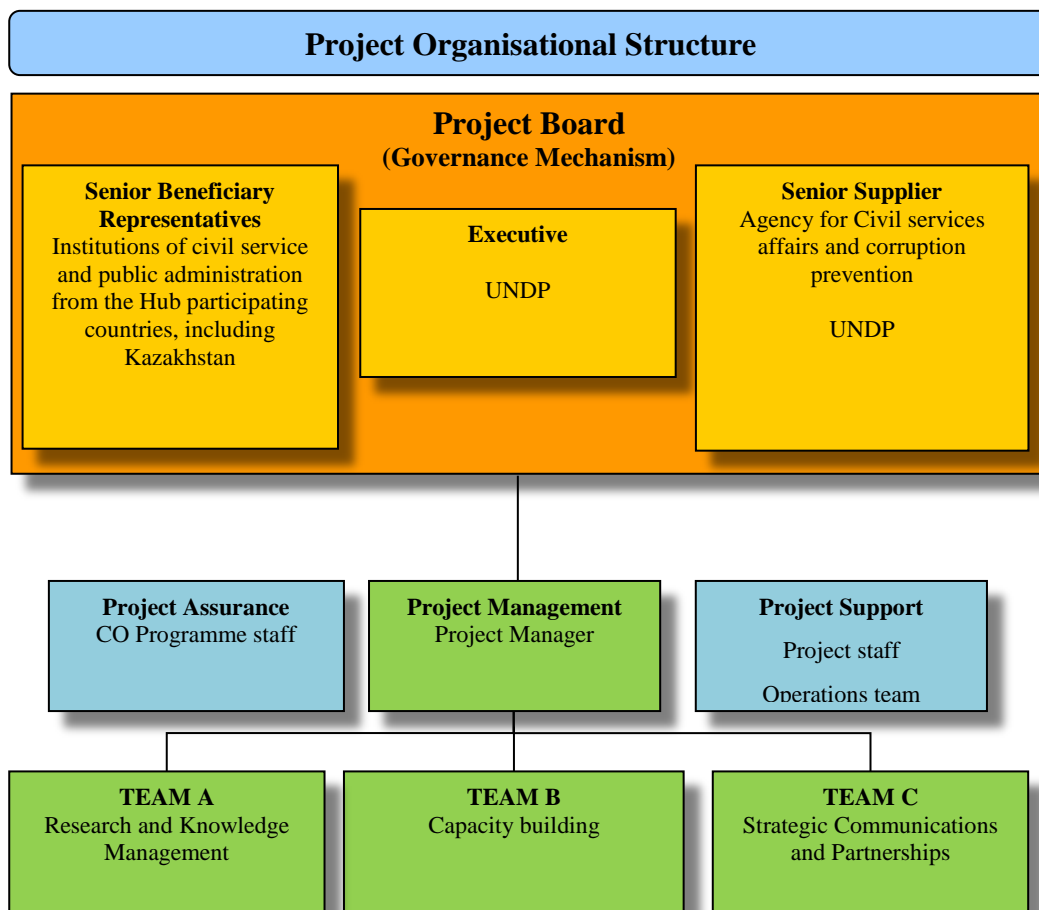 Project Organisational Structure
Project Board
(Governance Mechanism)
Senior Beneficiary
Representatives
Institutions of civil service
and public administration
from the Hub participating
countries, including
Kazakhstan
Executive
UNDP
Senior Supplier
Agency for Civil services
affairs and corruption
prevention
UNDP
Project Assurance
CO Programme staff
Project Management
Project Manager
Project Support
Project staff
Operations team
TEAM A
Research and Knowledge
Management
TEAM B
Capacity building
TEAM C
Strategic Communications
and Partnerships